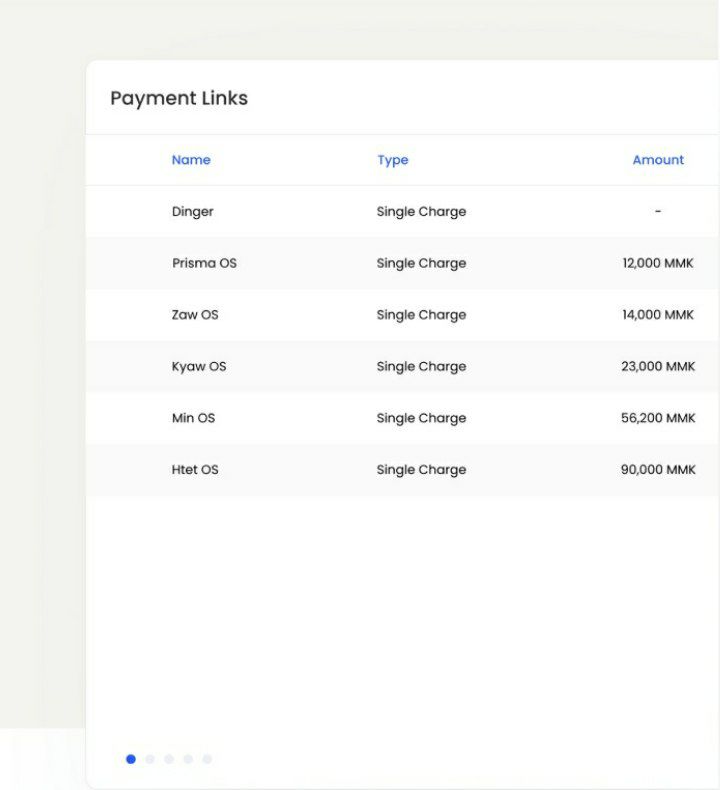 Payment Links
Name Type Amount
Dinger Single Charge -
Prisma OS Single Charge 12,000 MMK
Zaw OS Single Charge 14,000 MMK
Kyaw OS Single Charge 23,000 MMK
Min OS Single Charge 56,200 MMK
Htet OS Single Charge 90,000 MMK